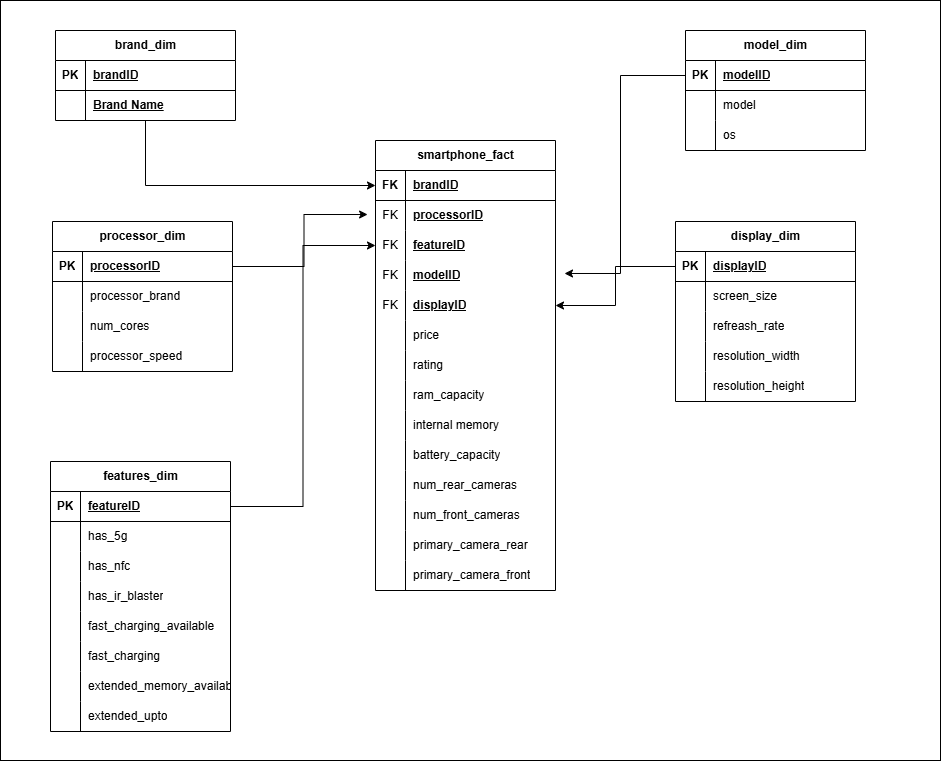 brand_dim
PK brandID
Brand Name
model_dim
PK modelID
model
os
smartphone_fact
FK brandID
FK processorID
FK featureID
FK modelID
FK displayID
price
rating
ram_capacity
internal memory
battery_capacity
num_rear_cameras
num_front_cameras
primary_camera_rear
primary_camera_front
processor_dim
PK processorID
processor_brand
num_cores
processor_speed
display_dim
PK displayID
screen_size
refreash_rate
resolution_width
resolution_height
features_dim
PK featureID
has_5g
has_nfc
has_ir_blaster
fast_charging_available
fast_charging
extended_memory_availab
extended_upto